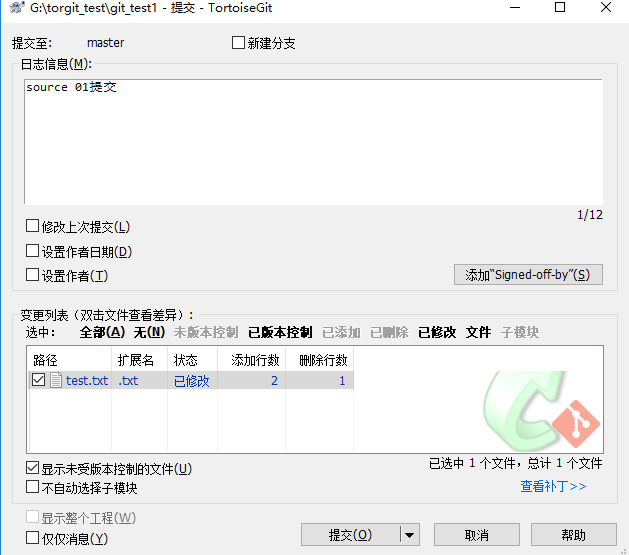 G:\torgit_test\git_test1 - 提交 - TortoiseGit
提交至: master 新建分支
日志信息(M):
source 01提交
1/12
修改上次提交(L)
设置作者日期(D)
设置作者(T) 添加“Signed-off-by”(S)
变更列表（双击文件查看差异）:
选中: 全部(A) 无(N) 未版本控制 已版本控制 已添加 已删除 已修改 文件 子模块
路径 扩展名 状态 添加行数 删除行数
test.txt .txt 已修改 2 1
显示未受版本控制的文件(U) 已选中 1 个文件，总计 1 个文件
不自动选择子模块 查看补丁>>
显示整个工程(W)
仅仅消息(Y) 提交(O) 取消 帮助